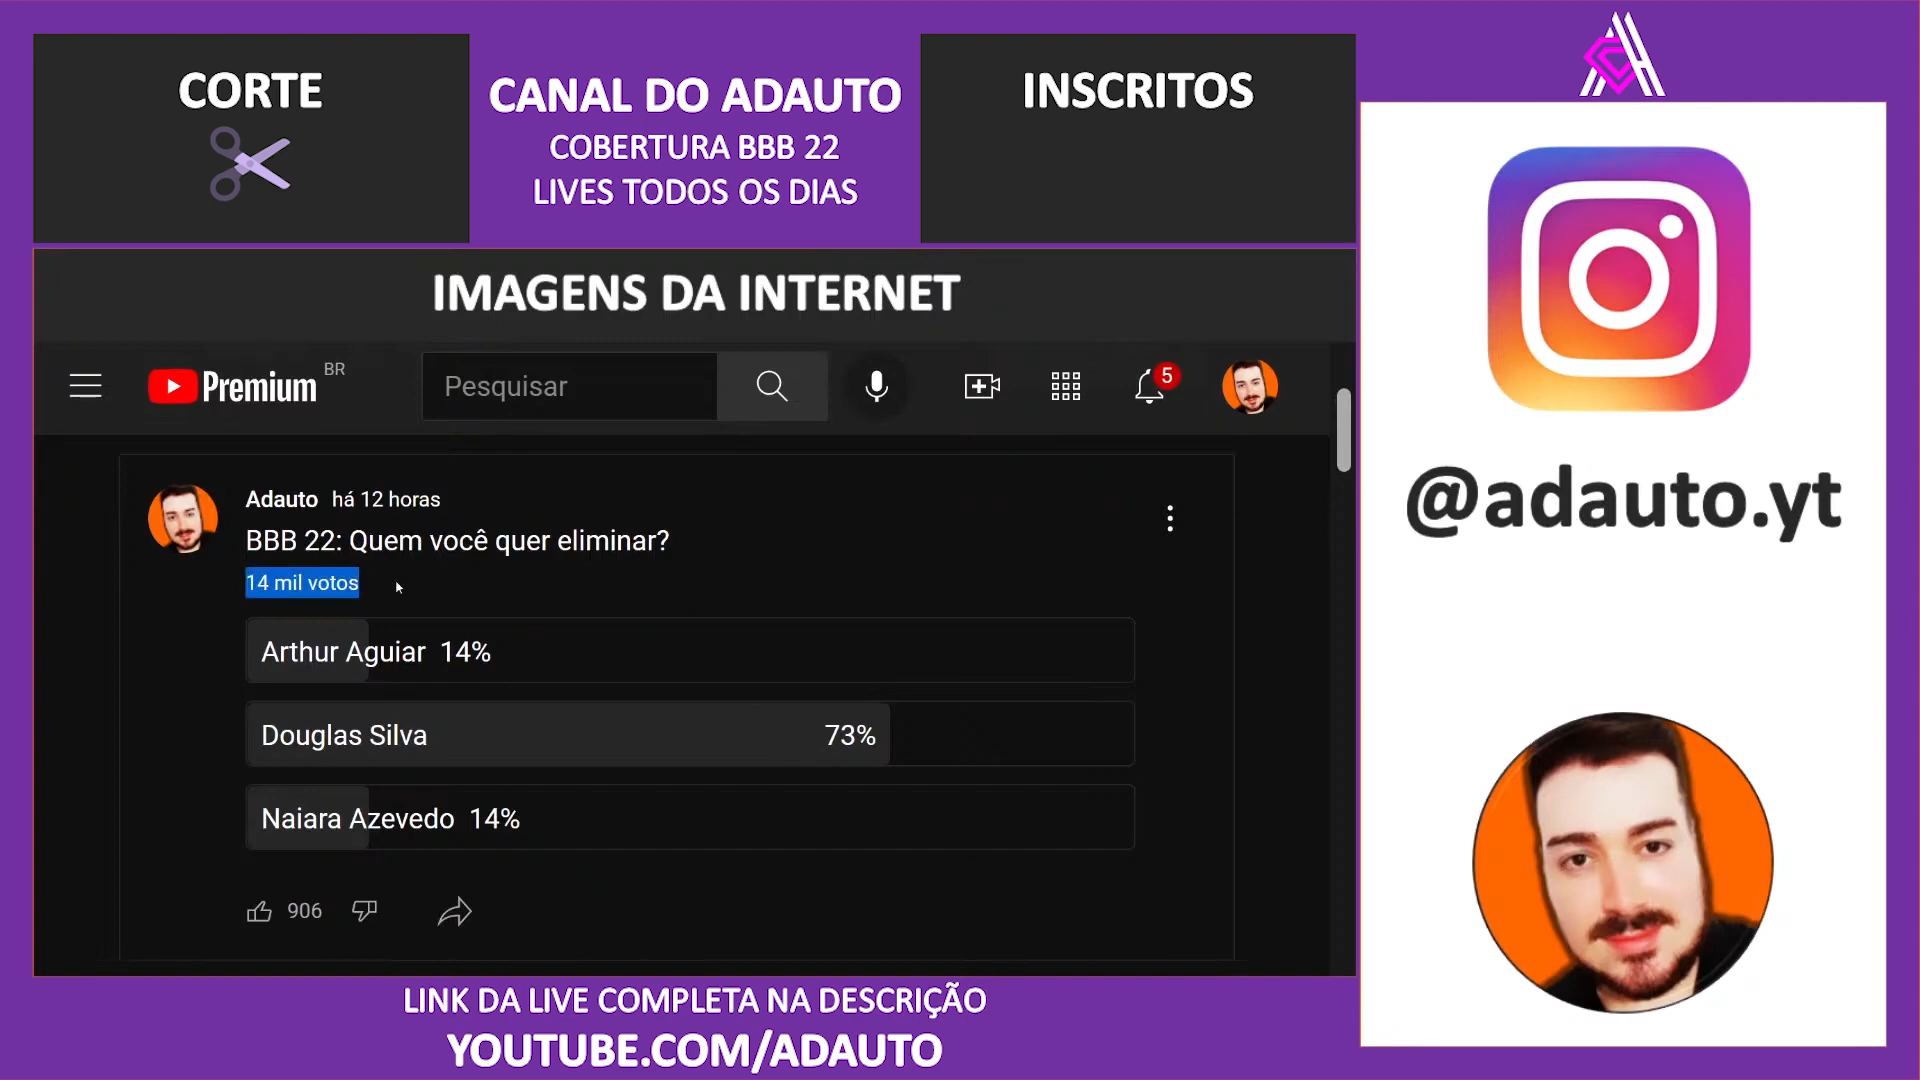 CORTE
CANAL DO ADAUTO
COBERTURA BBB 22
LIVES TODOS OS DIAS
INSCRITOS
IMAGENS DA INTERNET
Premium BR
Pesquisar
5
Adauto há 12 horas
BBB 22: Quem você quer eliminar?
14 mil votos
Arthur Aguiar 14%
Douglas Silva 73%
Naiara Azevedo 14%
906
LINK DA LIVE COMPLETA NA DESCRIÇÃO
YOUTUBE.COM/ADAUTO
@adauto.yt